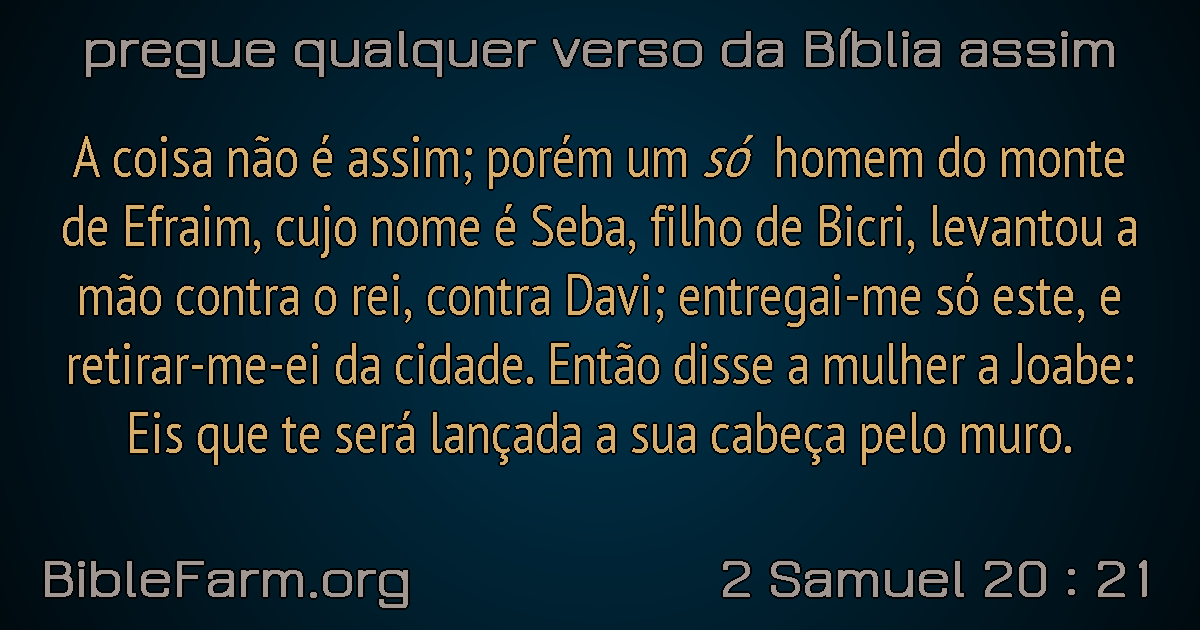 pregue qualquer verso da Bíblia assim
A coisa não é assim; porém um só homem do monte
de Efraim, cujo nome é Seba, filho de Bicri, levantou a
mão contra o rei, contra Davi; entregai-me só este, e
retirar-me-ei da cidade. Então disse a mulher a Joabe:
Eis que te será lançada a sua cabeça pelo muro.
BibleFarm.org
2 Samuel 20 : 21